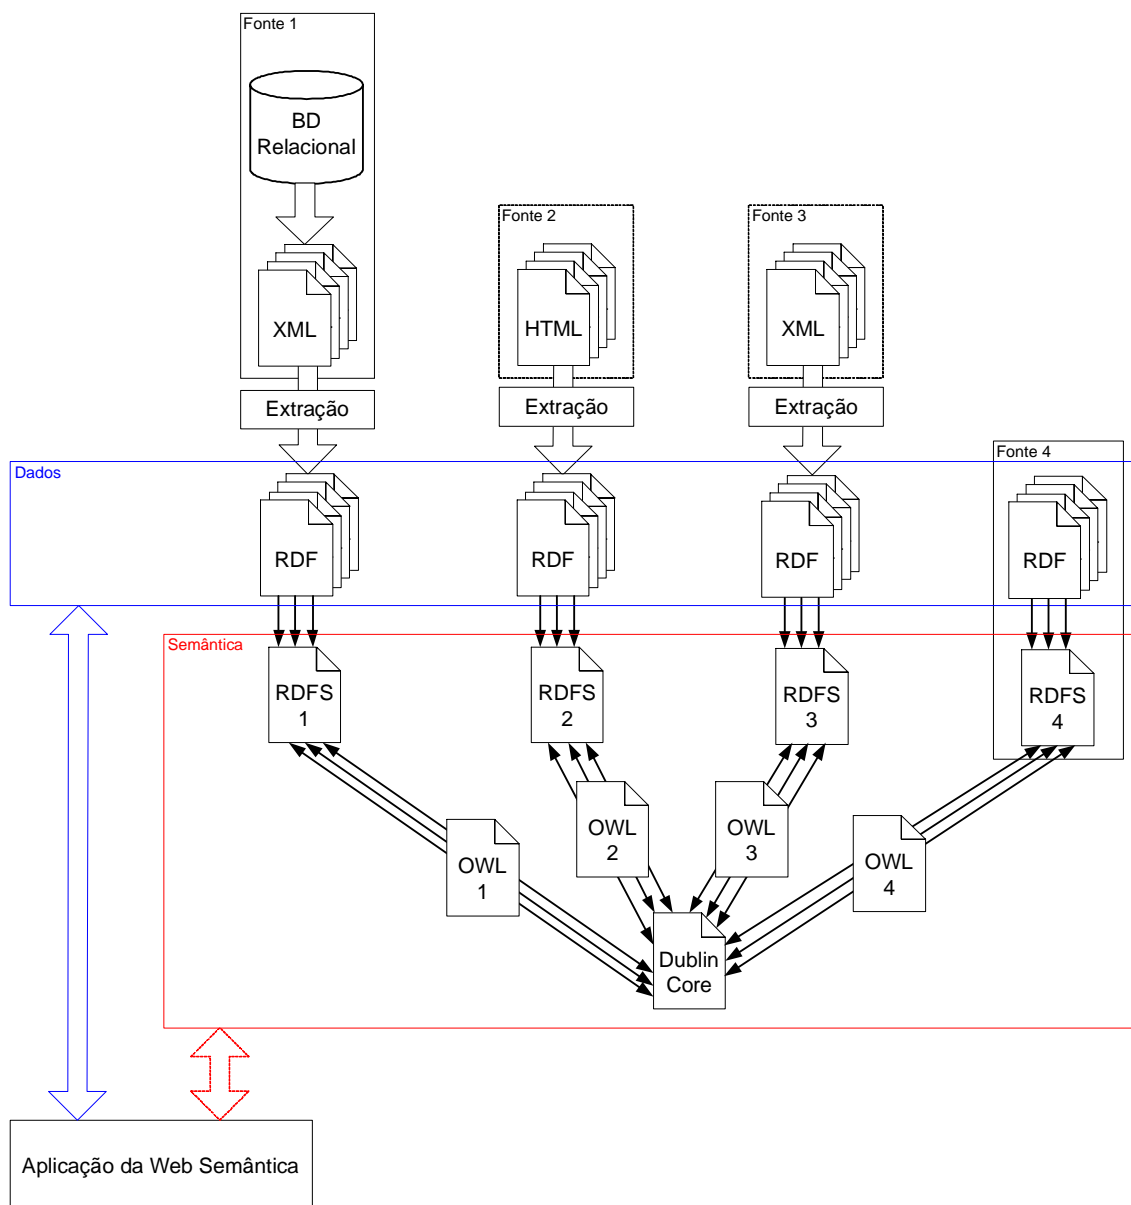 Fonte 1
BD
Relacional
XML
Extração
Fonte 2
HTML
Extração
Fonte 3
XML
Extração
Fonte 4
Dados
RDF
RDF
RDF
RDF
Semântica
RDFS
1
RDFS
2
RDFS
3
RDFS
4
OWL
1
OWL
2
OWL
3
OWL
4
Dublin
Core
Aplicação da Web Semântica